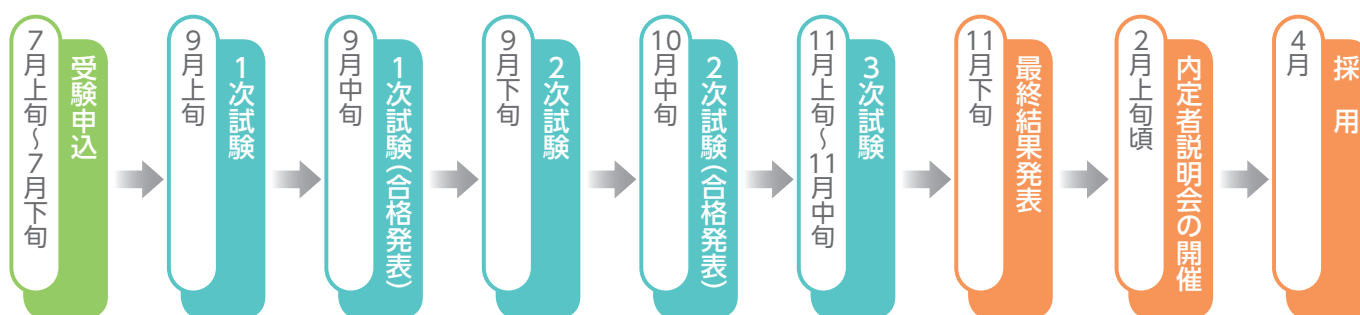 7月上旬～7月下旬
受験申込
9月上旬
1次試験
9月中旬
1次試験（合格発表）
9月下旬
2次試験
10月中旬
2次試験（合格発表）
11月上旬～11月中旬
3次試験
11月下旬
最終結果発表
2月上旬頃
内定者説明会の開催
4月
採　用